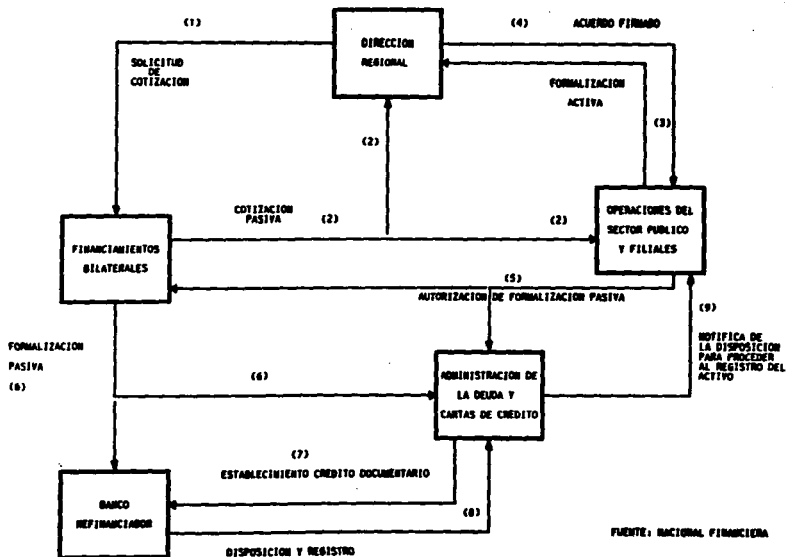 (1)
(4) ACUERDO FIRMADO
DIRECCION
REGIONAL
SOLICITUD
DE
COTIZACION
FORMALIZACION
ACTIVA
(3)
(2)
COTIZACION
PASIVA
(2)
(2)
OPERACIONES DEL
SECTOR PUBLICO
Y FILIALES
FINANCIAMIENTOS
BILATERALES
(5)
AUTORIZACION DE FORMALIZACION PASIVA
(9)
NOTIFICA DE
LA DISPOSICION
PARA PROCEDER
AL REGISTRO DEL
ACTIVO
FORMALIZACION
PASIVA
(6)
(6)
ADMINISTRACION DE
LA DEUDA Y
CARTAS DE CREDITO
(7)
ESTABLECIMIENTO CREDITO DOCUMENTARIO
BANCO
REFINANCIADOR
(8)
DISPOSICION Y REGISTRO
FUENTE: NACIONAL FINANCIERA